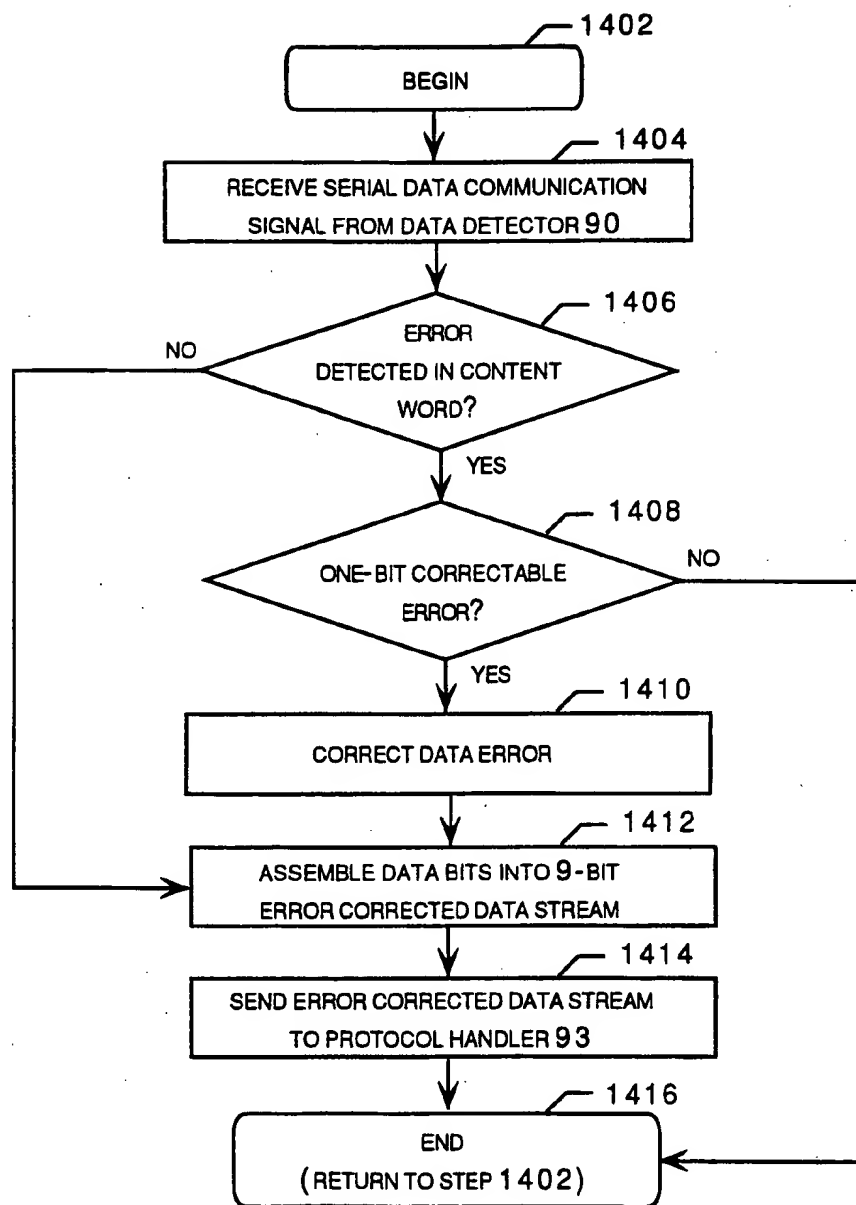 1402
BEGIN
1404
RECEIVE SERIAL DATA COMMUNICATION
SIGNAL FROM DATA DETECTOR 90
1406
ERROR
DETECTED IN CONTENT
WORD?
NO
YES
1408
ONE-BIT CORRECTABLE
ERROR?
NO
YES
1410
CORRECT DATA ERROR
1412
ASSEMBLE DATA BITS INTO 9-BIT
ERROR CORRECTED DATA STREAM
1414
SEND ERROR CORRECTED DATA STREAM
TO PROTOCOL HANDLER 93
1416
END
(RETURN TO STEP 1402)